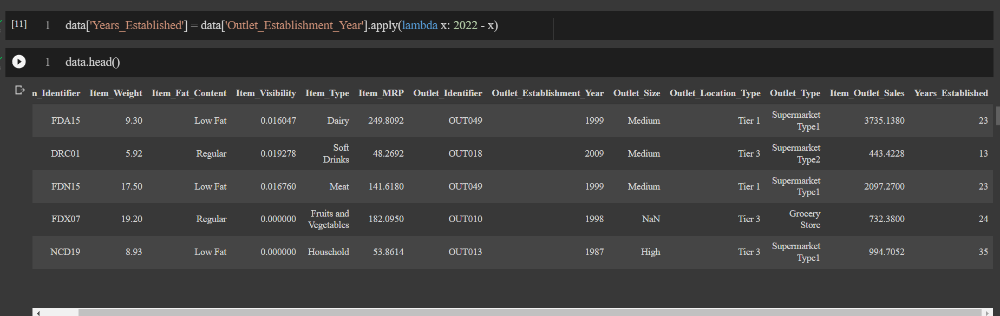 [11] 1 data['Years_Established'] = data['Outlet_Establishment_Year'].apply(lambda x: 2022 - x)
1 data.head()
n_Identifier Item_Weight Item_Fat_Content Item_Visibility Item_Type Item_MRP Outlet_Identifier Outlet_Establishment_Year Outlet_Size Outlet_Location_Type Outlet_Type Item_Outlet_Sales Years_Established
FDA15 9.30 Low Fat 0.016047 Dairy 249.8092 OUT049 1999 Medium Tier 1 Supermarket Type1 3735.1380 23
DRC01 5.92 Regular 0.019278 Soft Drinks 48.2692 OUT018 2009 Medium Tier 3 Supermarket Type2 443.4228 13
FDN15 17.50 Low Fat 0.016760 Meat 141.6180 OUT049 1999 Medium Tier 1 Supermarket Type1 2097.2700 23
FDX07 19.20 Regular 0.000000 Fruits and Vegetables 182.0950 OUT010 1998 NaN Tier 3 Grocery Store 732.3800 24
NCD19 8.93 Low Fat 0.000000 Household 53.8614 OUT013 1987 High Tier 3 Supermarket Type1 994.7052 35